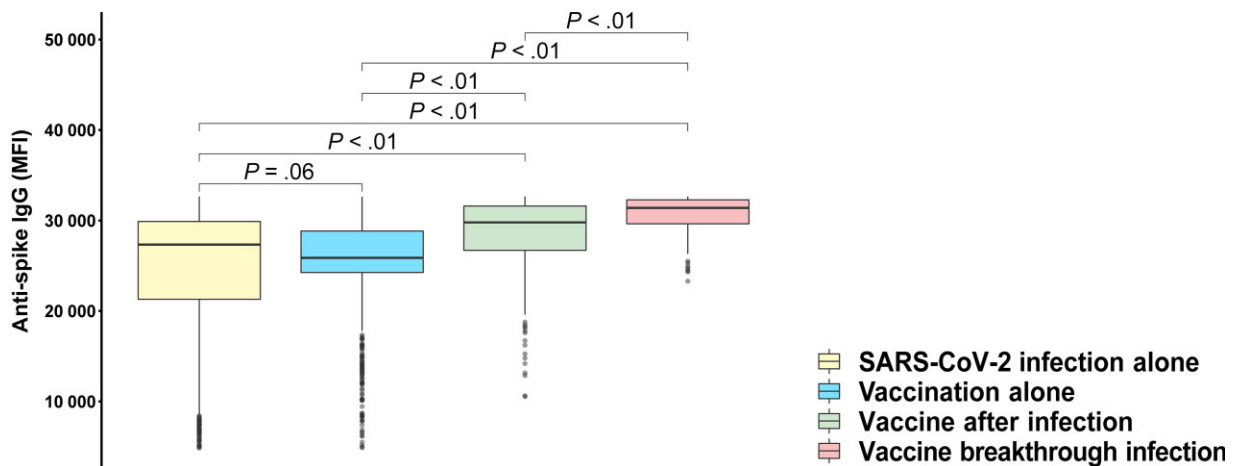 50 000
P < .01
P < .01
P < .01
40 000
P < .01
P < .01
P = .06
30 000
20 000
10 000
Anti-spike IgG (MFI)
SARS-CoV-2 infection alone
Vaccination alone
Vaccine after infection
Vaccine breakthrough infection